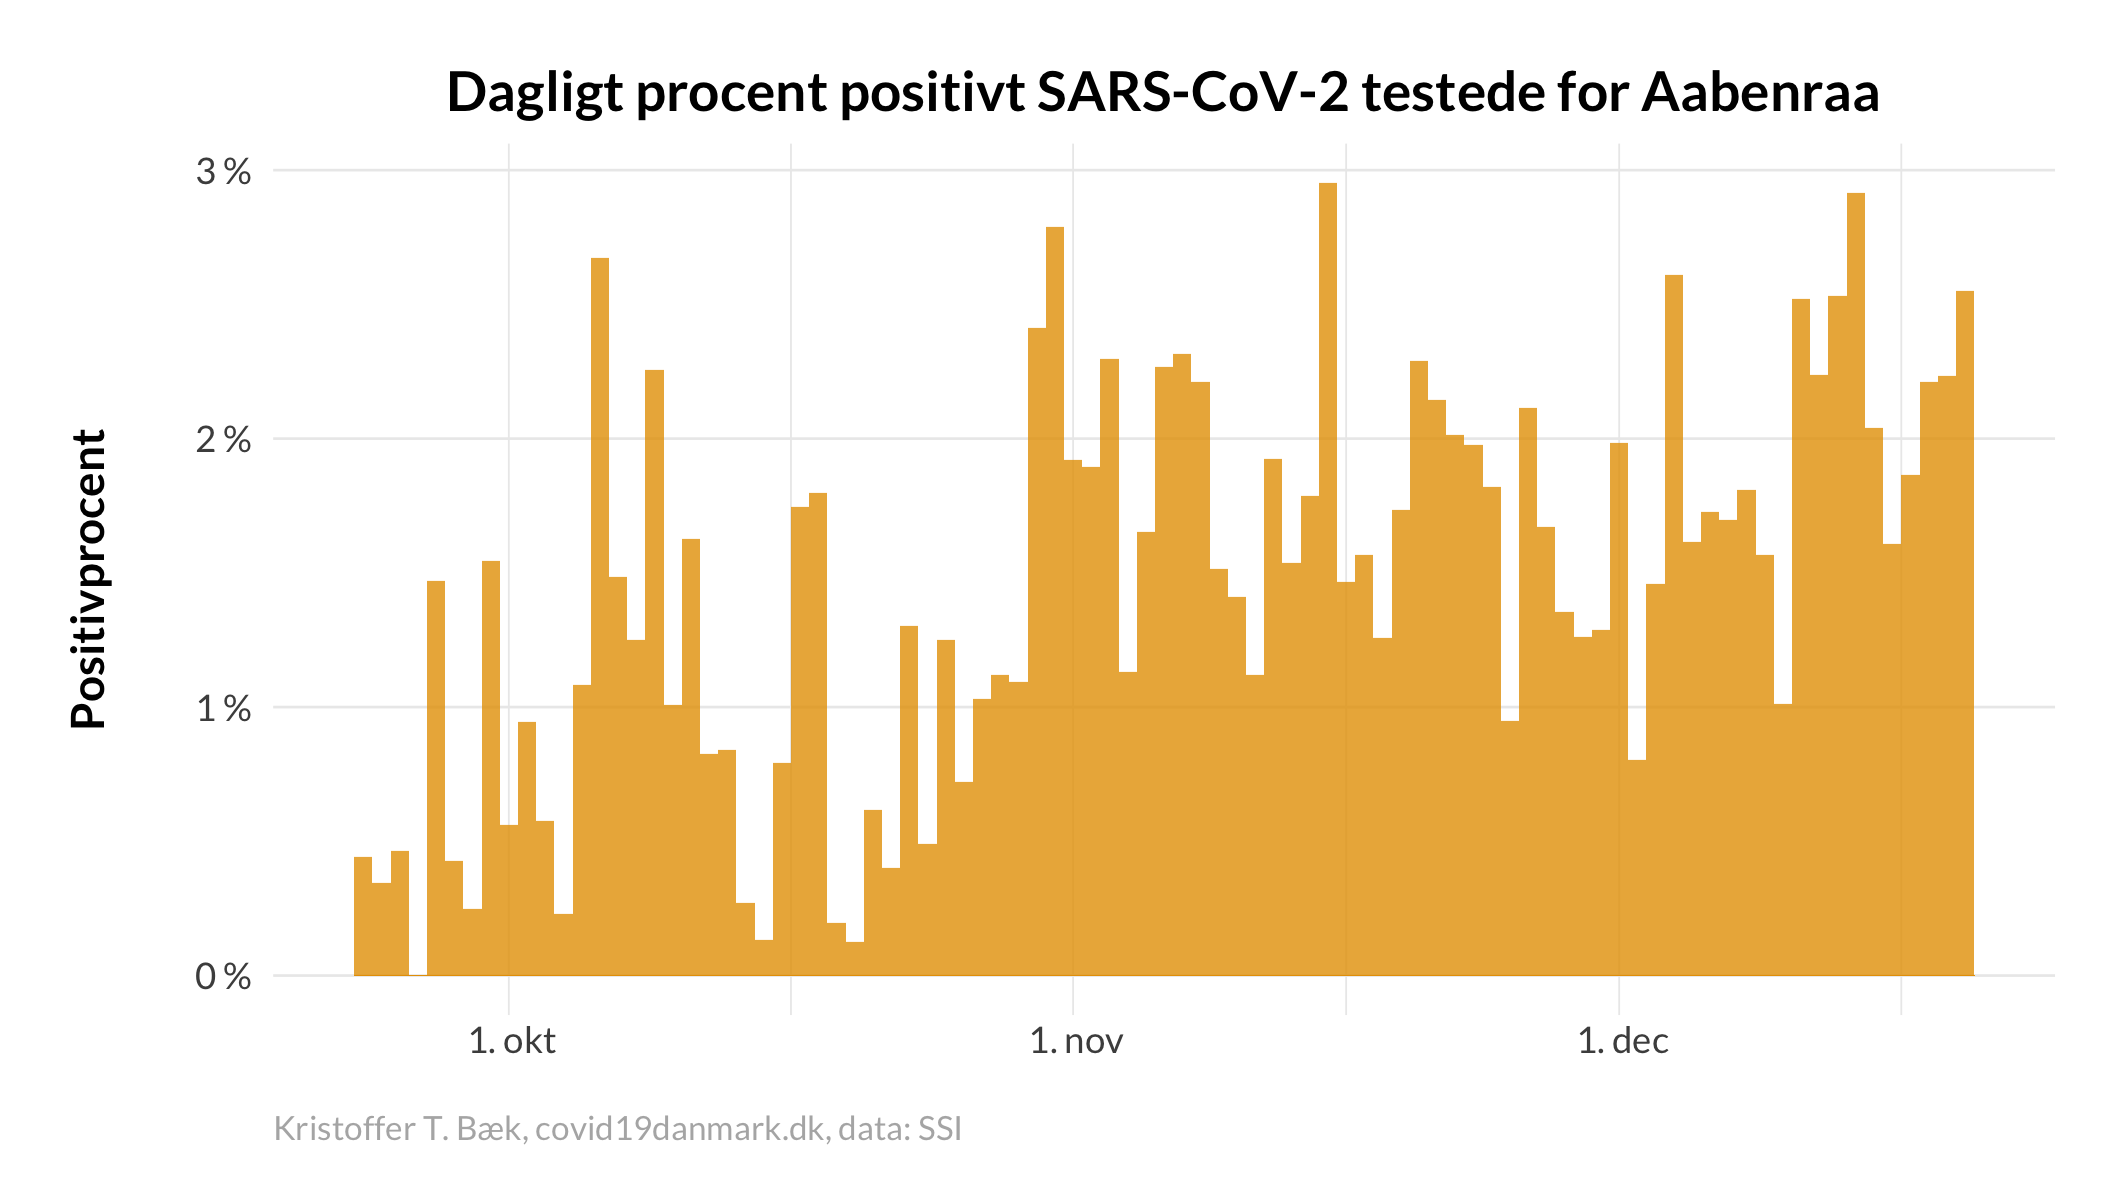 Dagligt procent positivt SARS-CoV-2 testede for Aabenraa
Positivprocent
3 %
2 %
1 %
0 %
1. okt
1. nov
1. dec
Kristoffer T. Bæk, covid19danmark.dk, data: SSI